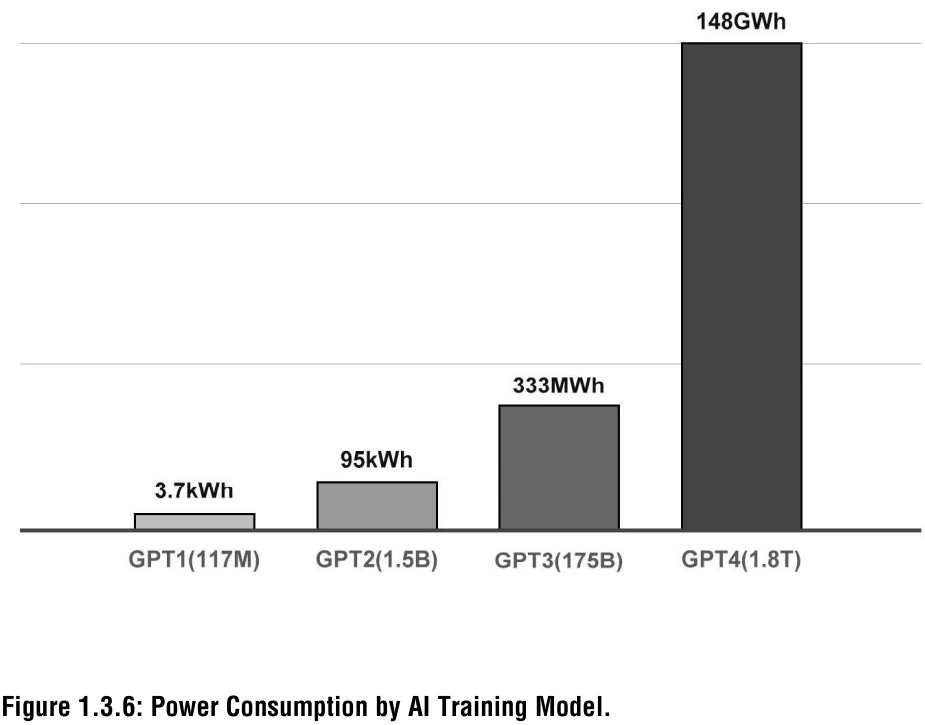 148GWh
333MWh
95kWh
3.7kWh
GPT1(117M) GPT2(1.5B) GPT3(175B) GPT4(1.8T)
Figure 1.3.6: Power Consumption by AI Training Model.